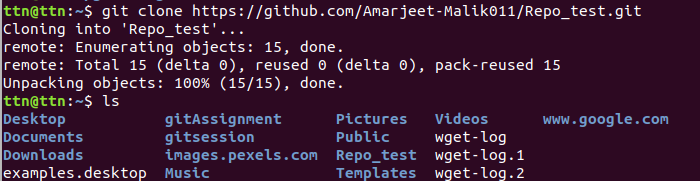 ttn@ttn:~$ git clone https://github.com/Amarjeet-Malik011/Repo_test.git
Cloning into 'Repo_test'...
remote: Enumerating objects: 15, done.
remote: Total 15 (delta 0), reused 0 (delta 0), pack-reused 15
Unpacking objects: 100% (15/15), done.
ttn@ttn:~$ ls
Desktop gitAssignment Pictures Videos www.google.com
Documents gitsession Public wget-log
Downloads images.pexels.com Repo_test wget-log.1
examples.desktop Music Templates wget-log.2